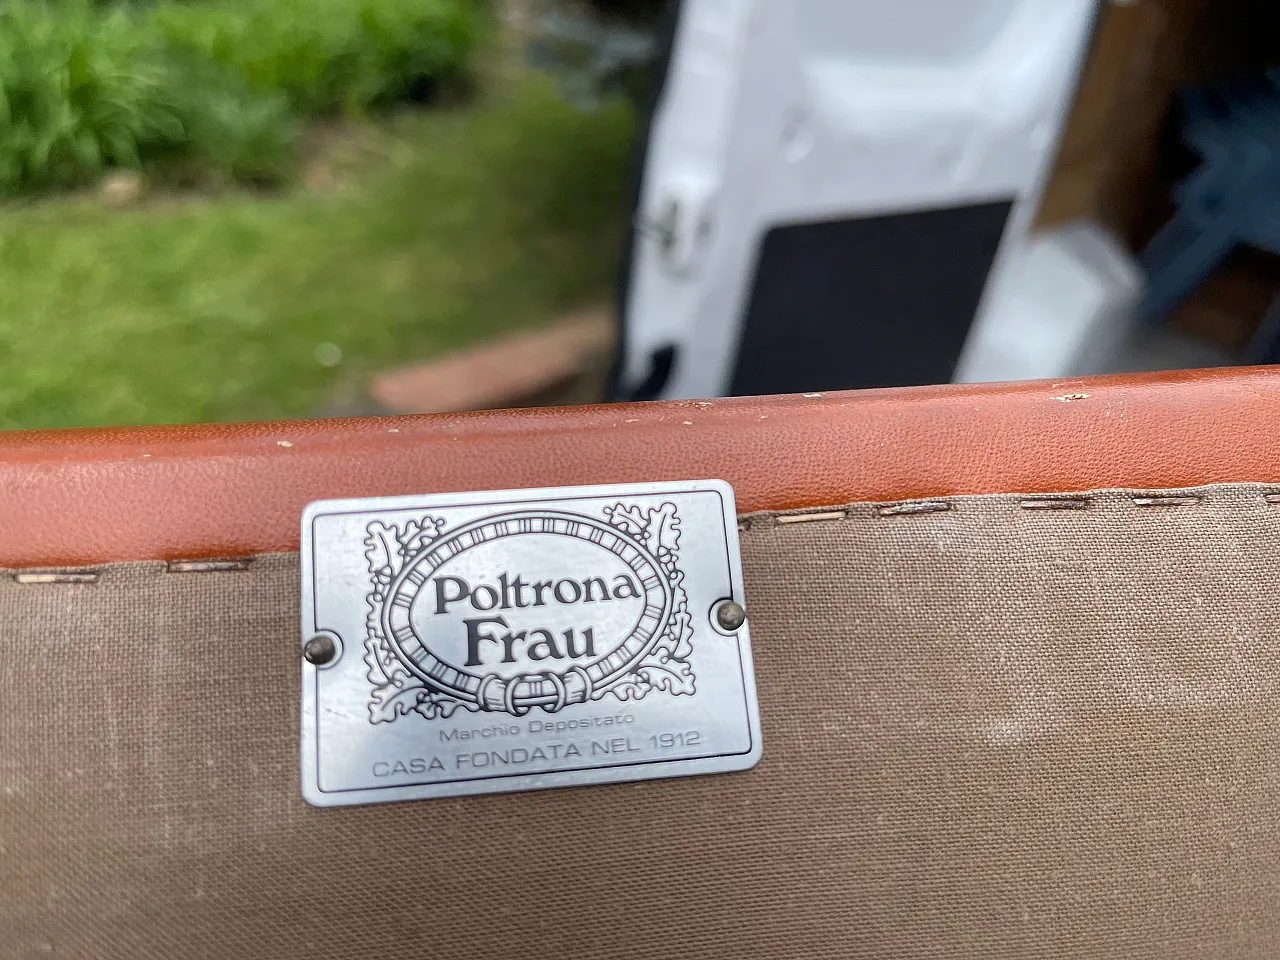 Poltrona
Frau
Marchio Depositato
CASA FONDATA NEL 1912